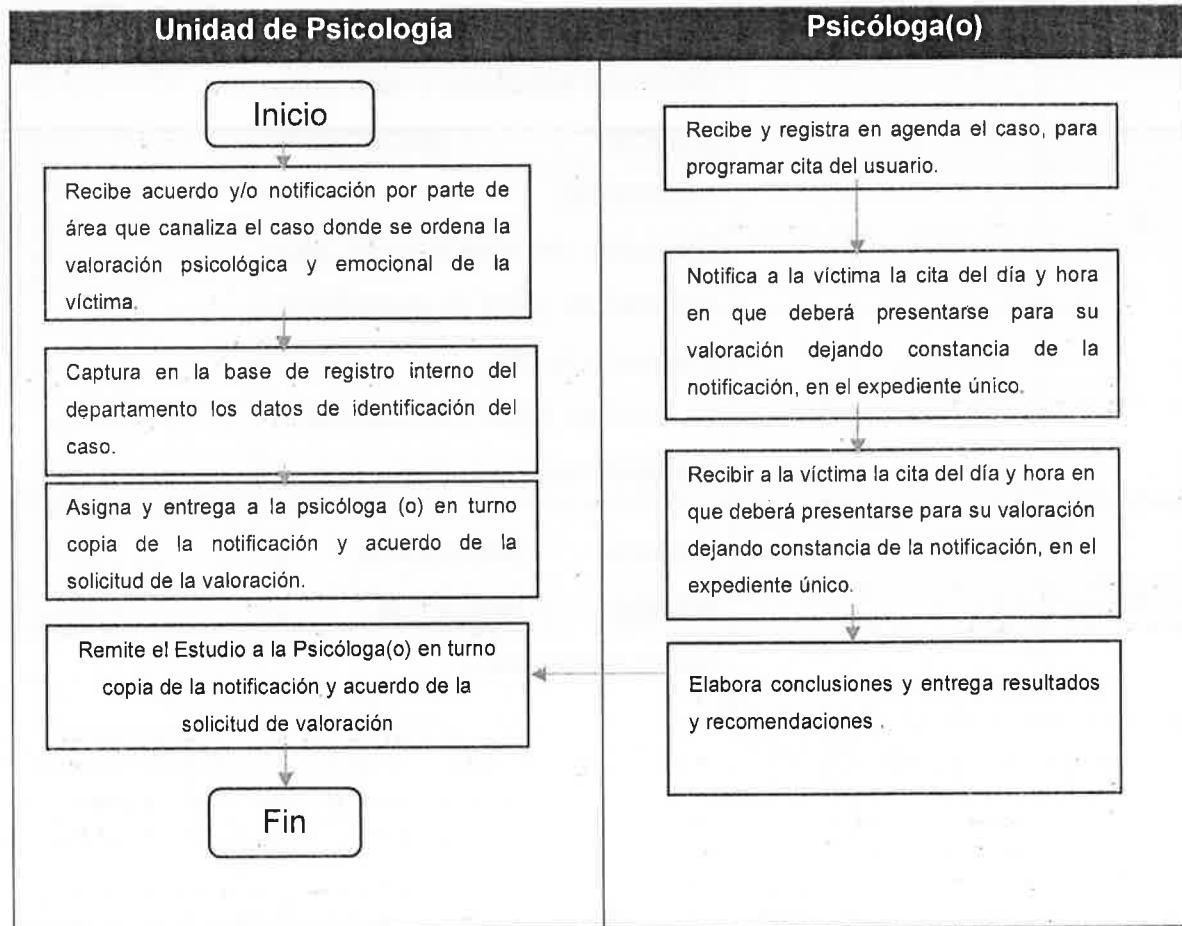 Unidad de Psicología
Psicóloga(o)
Inicio
Recibe acuerdo y/o notificación por parte de
área que canaliza el caso donde se ordena la
valoración psicológica y emocional de la
víctima.
Captura en la base de registro interno del
departamento los datos de identificación del
caso.
Asigna y entrega a la psicóloga (o) en turno
copia de la notificación y acuerdo de la
solicitud de la valoración.
Remite el Estudio a la Psicóloga(o) en turno
copia de la notificación y acuerdo de la
solicitud de valoración
Fin
Recibe y registra en agenda el caso, para
programar cita del usuario.
Notifica a la víctima la cita del día y hora
en que deberá presentarse para su
valoración dejando constancia de la
notificación, en el expediente único.
Recibir a la víctima la cita del día y hora en
que deberá presentarse para su valoración
dejando constancia de la notificación, en el
expediente único.
Elabora conclusiones y entrega resultados
y recomendaciones .